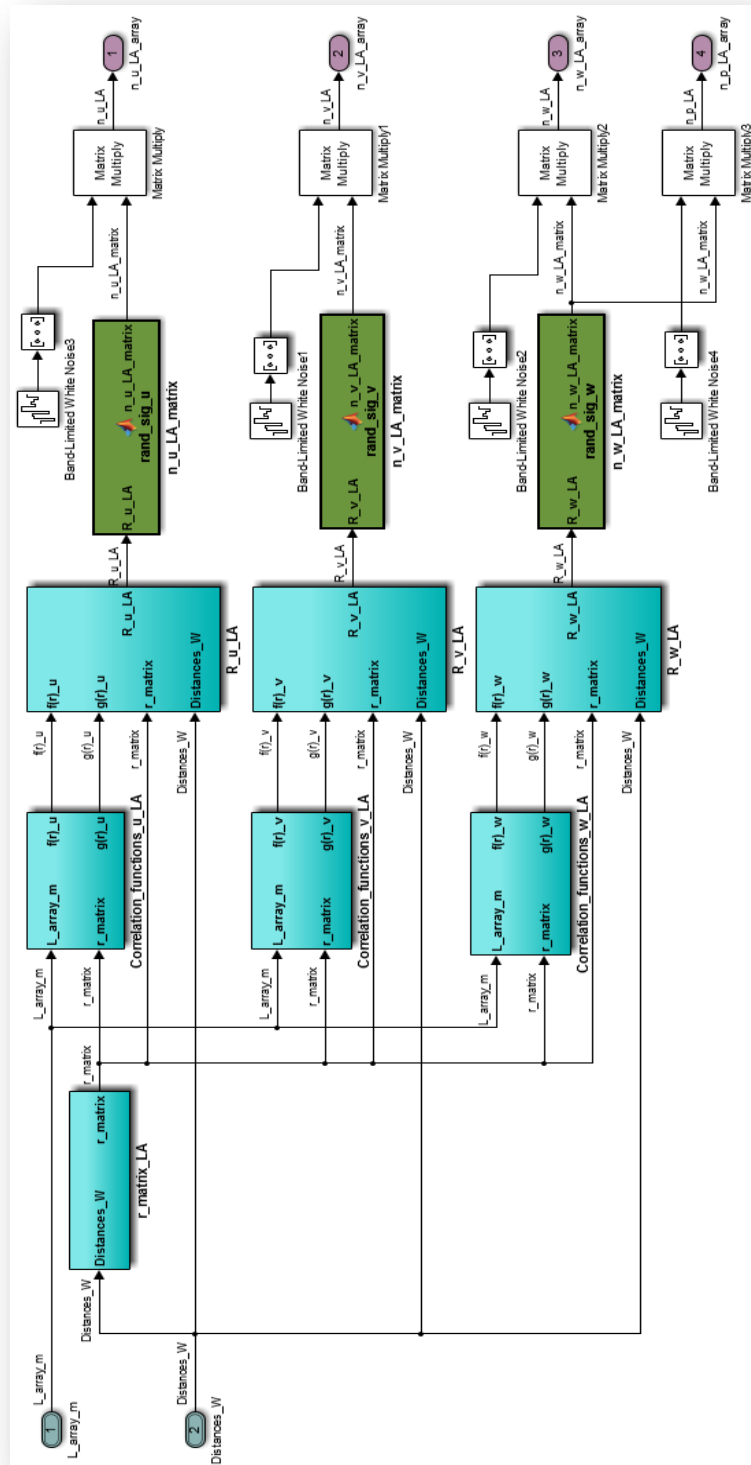 1
L_array_m
L_array_m
2
Distances_W
Distances_W
Distances_W
Distances_W
r_matrix
r_matrix_LA
r_matrix
L_array_m
r_matrix
L_array_m
r_matrix
f(r)_u
g(r)_u
Correlation_functions_u_LA
f(r)_u
g(r)_u
r_matrix
Distances_W
f(r)_u
g(r)_u
r_matrix
Distances_W
R_u_LA
R_u_LA
R_u_LA
R_u_LA
n_u_LA_matrix
rand_sig_u
n_u_LA_matrix
Band-Limited White Noise3
n_u_LA_matrix
Matrix
Multiply
Matrix Multiply
n_u_LA
1
n_u_LA_array
L_array_m
r_matrix
L_array_m
r_matrix
f(r)_v
g(r)_v
Correlation_functions_v_LA
f(r)_v
g(r)_v
r_matrix
Distances_W
f(r)_v
g(r)_v
r_matrix
Distances_W
R_v_LA
R_v_LA
R_v_LA
R_v_LA
n_v_LA_matrix
rand_sig_v
n_v_LA_matrix
Band-Limited White Noise1
n_v_LA_matrix
Matrix
Multiply
Matrix Multiply1
n_v_LA
2
n_v_LA_array
L_array_m
r_matrix
L_array_m
r_matrix
f(r)_w
g(r)_w
Correlation_functions_w_LA
f(r)_w
g(r)_w
r_matrix
Distances_W
f(r)_w
g(r)_w
r_matrix
Distances_W
R_w_LA
R_w_LA
R_w_LA
R_w_LA
n_w_LA_matrix
rand_sig_w
n_w_LA_matrix
Band-Limited White Noise2
n_w_LA_matrix
Matrix
Multiply
Matrix Multiply2
n_w_LA
3
n_w_LA_array
Band-Limited White Noise4
n_w_LA_matrix
Matrix
Multiply
Matrix Multiply3
n_p_LA
4
n_p_LA_array